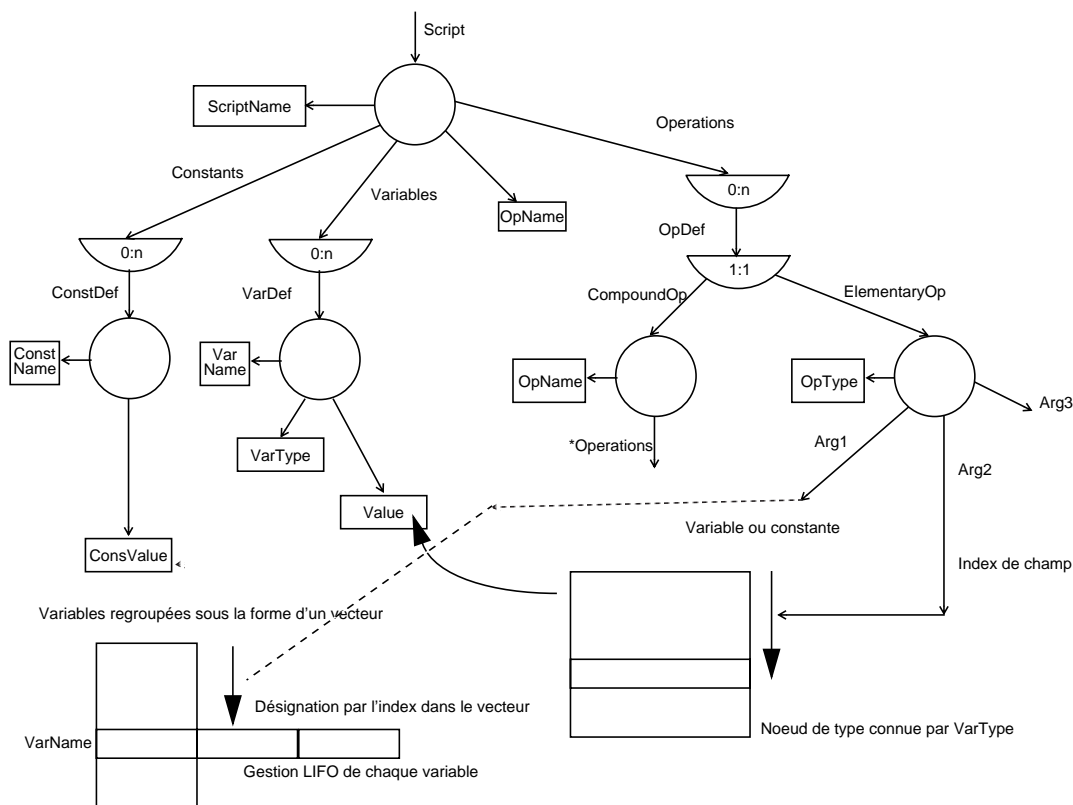 Script
ScriptName
Operations
Constants
Variables
0:n
OpName
OpDef
0:n
0:n
1:1
ConstDef
VarDef
CompoundOp
ElementaryOp
Const
Name
Var
Name
OpName
OpType
Arg3
*Operations
Arg1
VarType
Arg2
Value
Variable ou constante
ConsValue
Index de champ
Variables regroupées sous la forme d'un vecteur
Désignation par l'index dans le vecteur
Noeud de type connue par VarType
VarName
Gestion LIFO de chaque variable